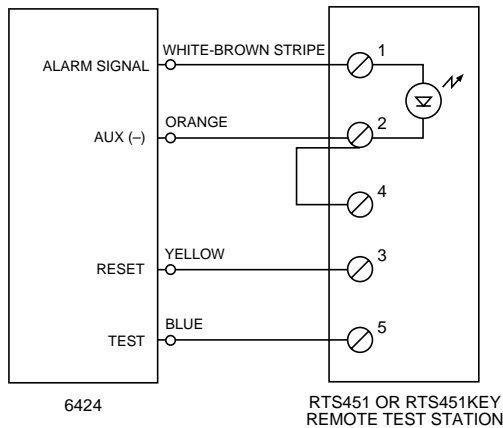 WHITE-BROWN STRIPE
1
ALARM SIGNAL
ORANGE
2
AUX (–)
4
YELLOW
3
RESET
BLUE
5
TEST
6424
RTS451 OR RTS451KEY
REMOTE TEST STATION